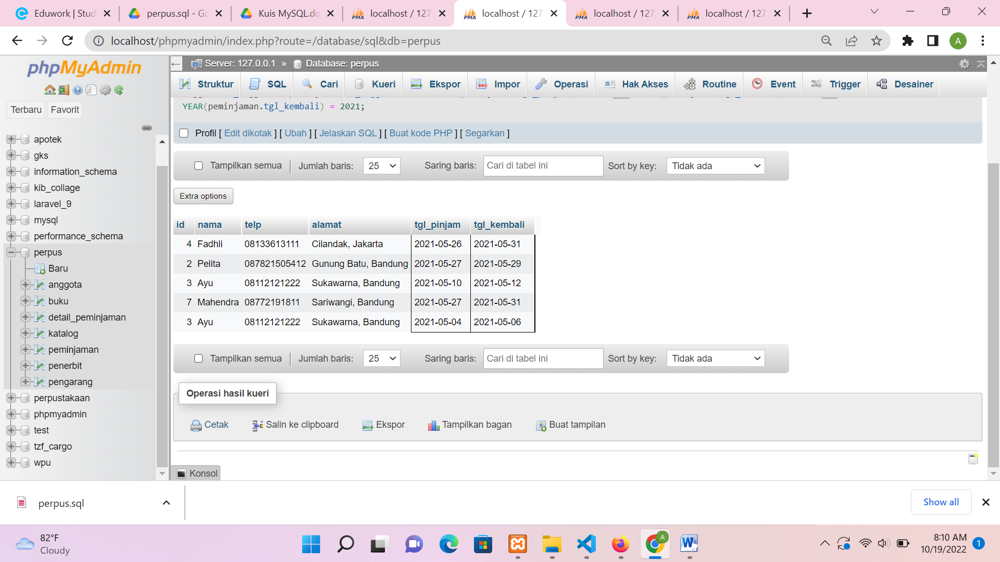 Eduwork | Stud
perpus.sql - Go
Kuis MySQL.do
localhost / 127
localhost / 127
localhost / 127
localhost / 127
localhost/phpmyadmin/index.php?route=/database/sql&db=perpus
A
phpMyAdmin
Terbaru
Favorit
apotek
gks
information_schema
kib_collage
laravel_9
mysql
performance_schema
perpus
Baru
anggota
buku
detail_peminjaman
katalog
peminjaman
penerbit
pengarang
perpustakaan
phpmyadmin
test
tzf_cargo
wpu
Server: 127.0.0.1 » Database: perpus
Struktur SQL Cari Kueri Ekspor Impor Operasi Hak Akses Routine Event Trigger Desainer
YEAR(peminjaman.tgl_kembali) = 2021;
Profil [ Edit dikotak ] [ Ubah ] [ Jelaskan SQL ] [ Buat kode PHP ] [ Segarkan ]
Tampilkan semua Jumlah baris: 25 Saring baris: Cari di tabel ini Sort by key: Tidak ada
Extra options
id nama telp alamat tgl_pinjam tgl_kembali
4 Fadhli 08133613111 Cilandak, Jakarta 2021-05-26 2021-05-31
2 Pelita 087821505412 Gunung Batu, Bandung 2021-05-27 2021-05-29
3 Ayu 08112121222 Sukawarna, Bandung 2021-05-10 2021-05-12
7 Mahendra 08772191811 Sariwangi, Bandung 2021-05-27 2021-05-31
3 Ayu 08112121222 Sukawarna, Bandung 2021-05-04 2021-05-06
Tampilkan semua Jumlah baris: 25 Saring baris: Cari di tabel ini Sort by key: Tidak ada
Operasi hasil kueri
Cetak Salin ke clipboard Ekspor Tampilkan bagan Buat tampilan
Konsol
perpus.sql
Show all
82°F
Cloudy
A
8:10 AM
10/19/2022
1